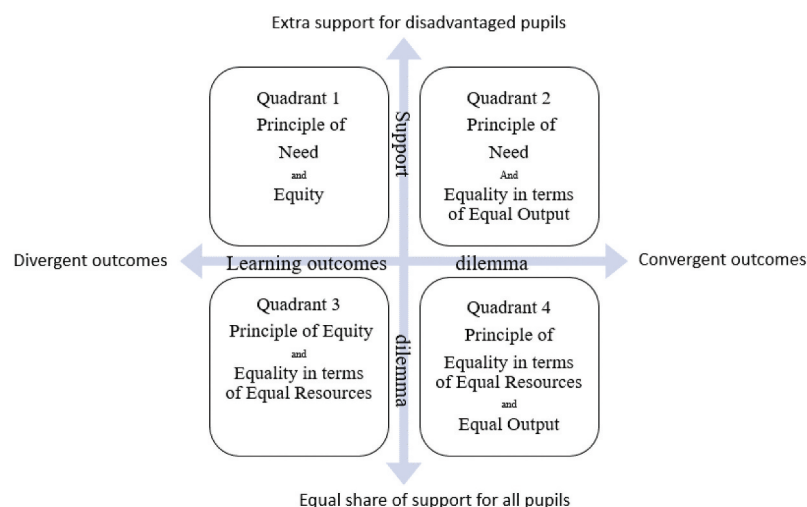 Extra support for disadvantaged pupils
Quadrant 1
Principle of
Need
and
Equity
Support
Quadrant 2
Principle of
Need
And
Equality in terms
of Equal Output
Divergent outcomes
Learning outcomes
dilemma
Convergent outcomes
Quadrant 3
Principle of Equity
and
Equality in terms
of Equal Resources
dilemma
Quadrant 4
Principle of
Equality in terms
of Equal Resources
and
Equal Output
Equal share of support for all pupils